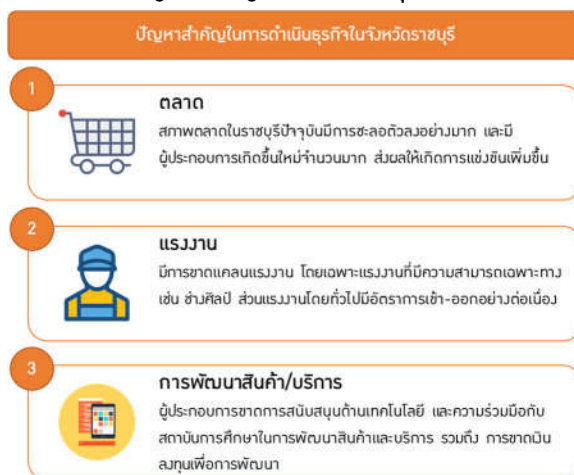 ปัญหาสำคัญในการดำเนินธุรกิจในจังหวัดราชบุรี
1
ตลาด
สภาพตลาดในราชบุรีปัจจุบันมีการชะลอตัวลงอย่างมาก และมี
ผู้ประกอบการเกิดขึ้นใหม่จำนวนมาก ส่งผลให้เกิดการแข่งขันเพิ่มขึ้น
2
แรงงาน
มีการขาดแคลนแรงงาน โดยเฉพาะแรงงานที่มีความสามารถเฉพาะทาง
เช่น ช่างศิลป์ ส่วนแรงงานโดยทั่วไปมีอัตราการเข้า-ออกอย่างต่อเนื่อง
3
การพัฒนาสินค้า/บริการ
ผู้ประกอบการขาดการสนับสนุนด้านเทคโนโลยี และความร่วมมือกับ
สถาบันการศึกษาในการพัฒนาสินค้าและบริการ รวมถึง การขาดเงิน
ลงทุนเพื่อการพัฒนา